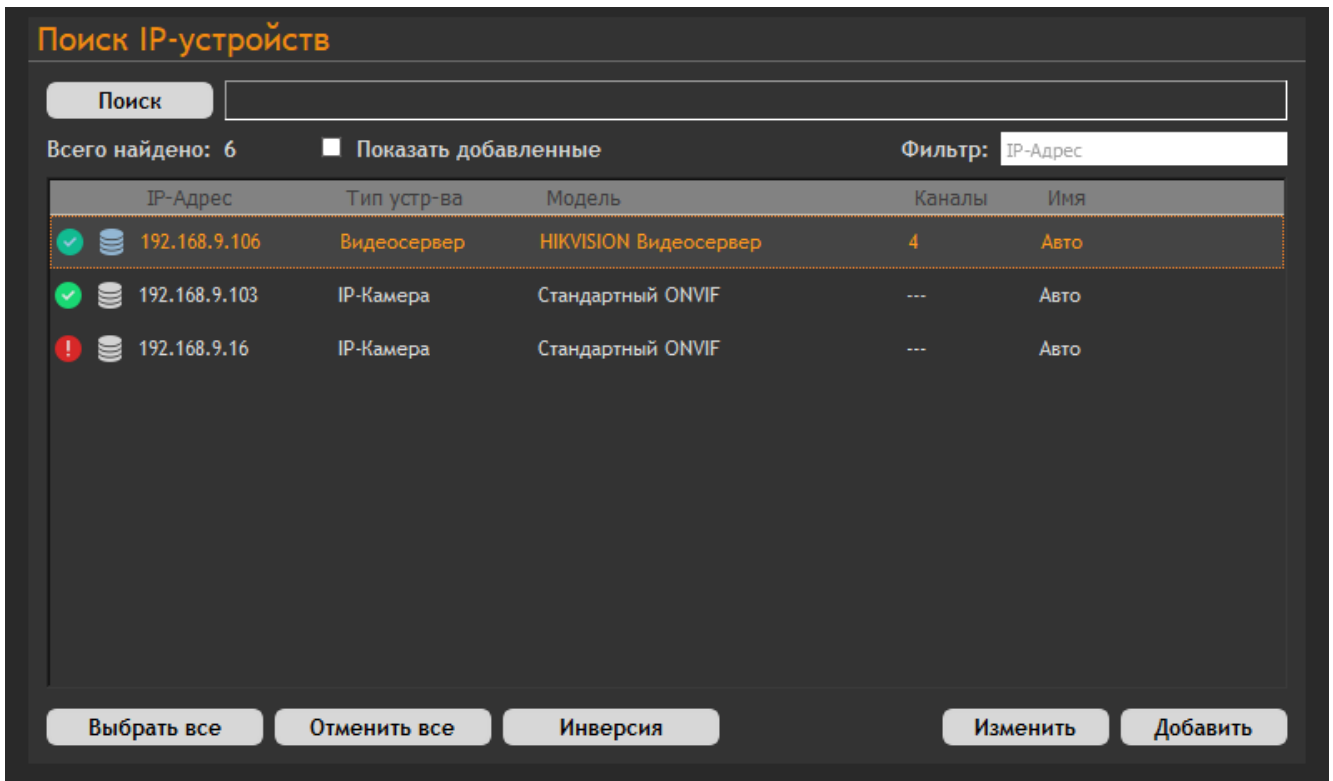 Поиск IP-устройств
Поиск
Всего найдено: 6 Показать добавленные Фильтр: IP-Адрес
IP-Адрес Тип устр-ва Модель Каналы Имя
192.168.9.106 Видеосервер HIKVISION Видеосервер 4 Авто
192.168.9.103 IP-Камера Стандартный ONVIF --- Авто
192.168.9.16 IP-Камера Стандартный ONVIF --- Авто
Выбрать все Отменить все Инверсия Изменить Добавить